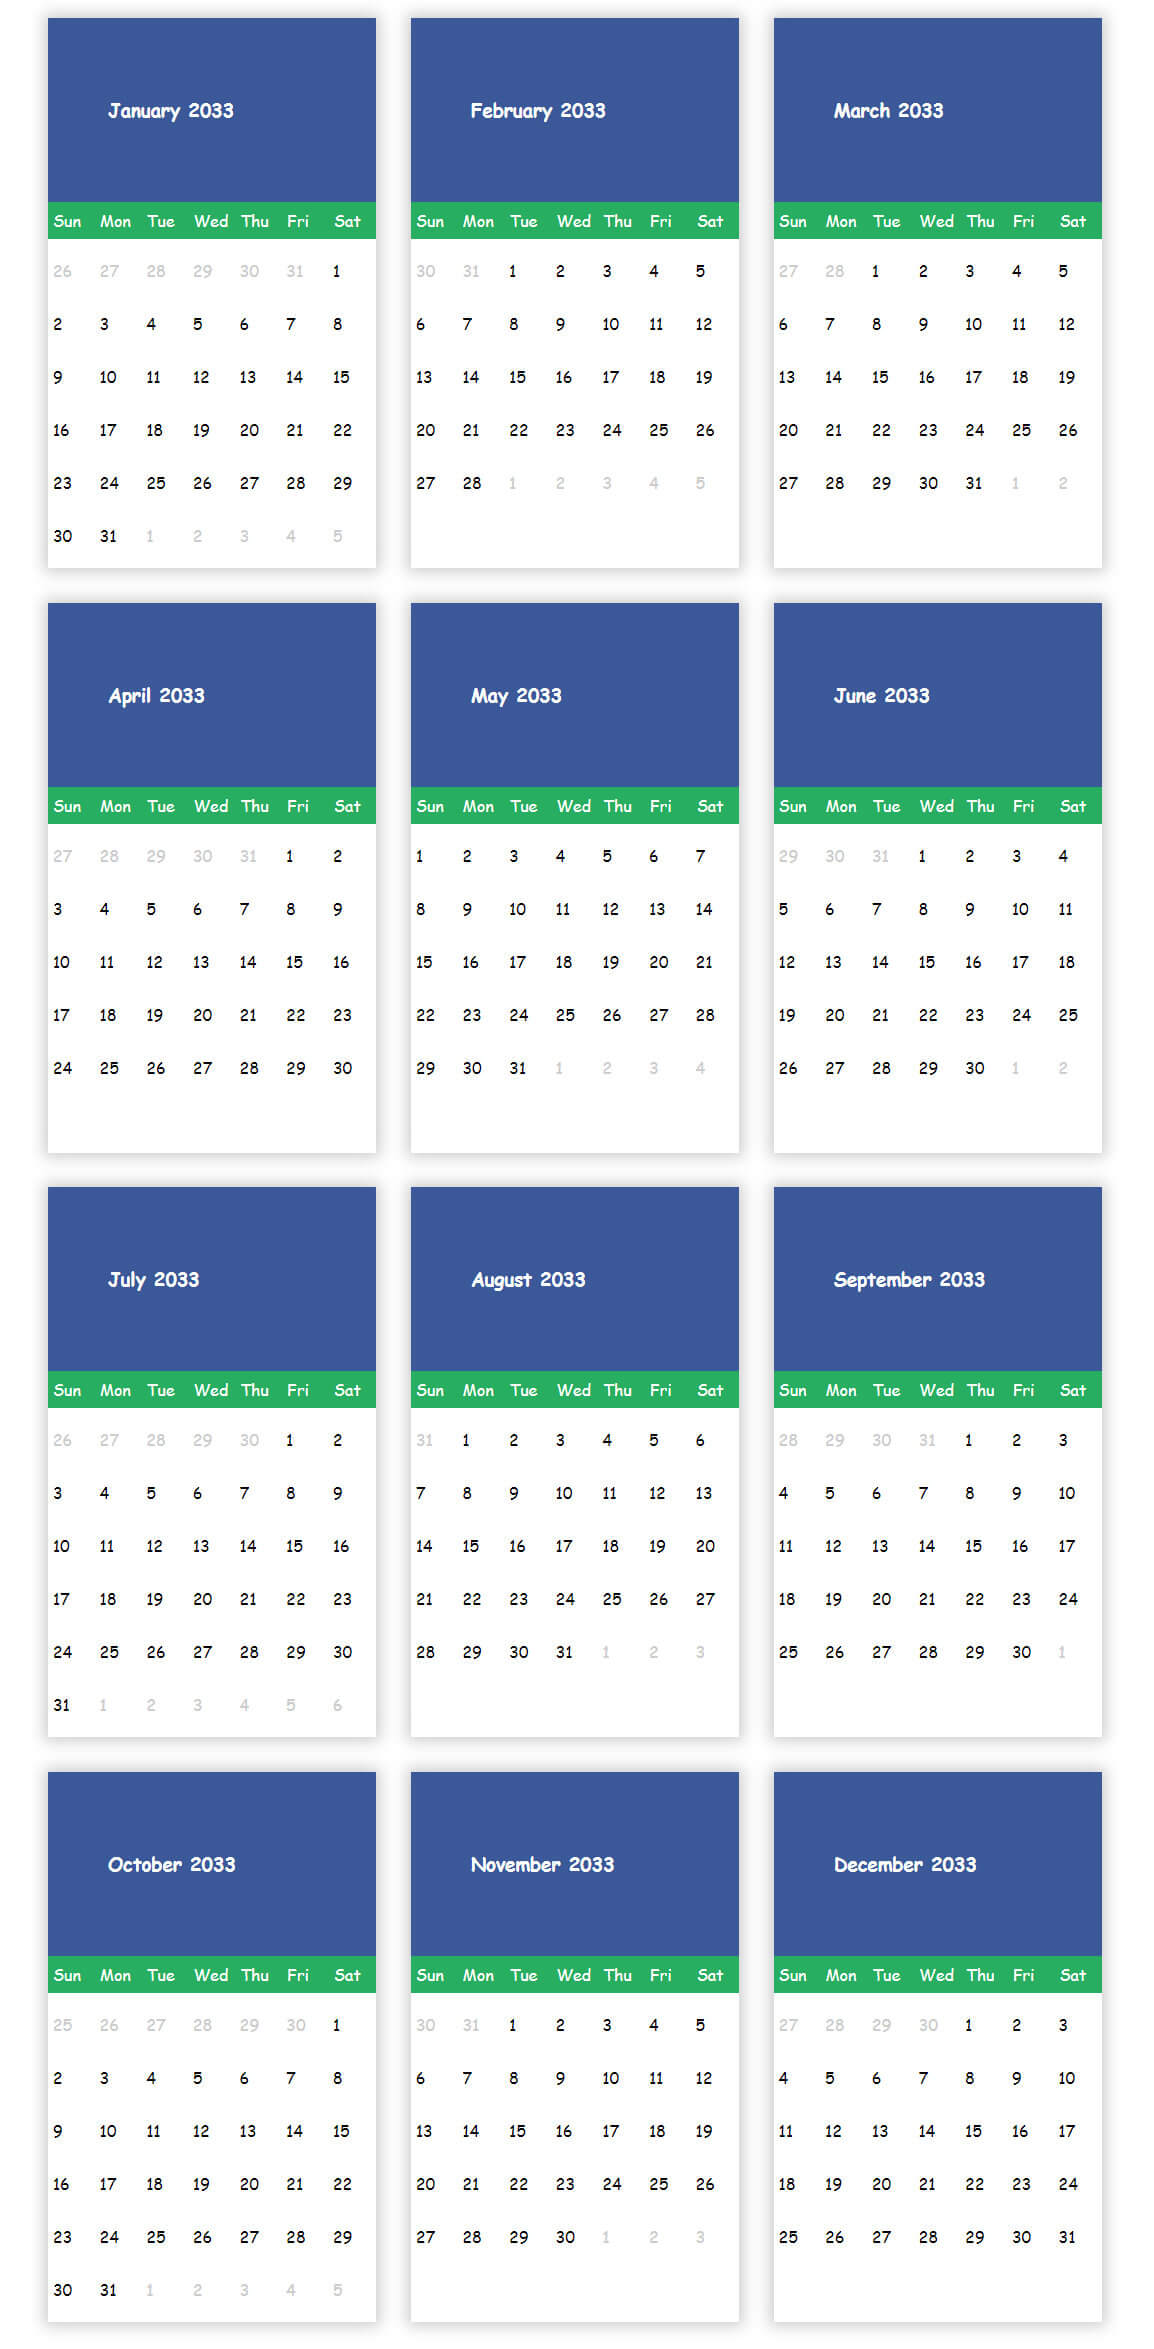 January 2033
Sun Mon Tue Wed Thu Fri Sat
26 27 28 29 30 31 1
2 3 4 5 6 7 8
9 10 11 12 13 14 15
16 17 18 19 20 21 22
23 24 25 26 27 28 29
30 31 1 2 3 4 5
February 2033
Sun Mon Tue Wed Thu Fri Sat
30 31 1 2 3 4 5
6 7 8 9 10 11 12
13 14 15 16 17 18 19
20 21 22 23 24 25 26
27 28 1 2 3 4 5
March 2033
Sun Mon Tue Wed Thu Fri Sat
27 28 1 2 3 4 5
6 7 8 9 10 11 12
13 14 15 16 17 18 19
20 21 22 23 24 25 26
27 28 29 30 31 1 2
April 2033
Sun Mon Tue Wed Thu Fri Sat
27 28 29 30 31 1 2
3 4 5 6 7 8 9
10 11 12 13 14 15 16
17 18 19 20 21 22 23
24 25 26 27 28 29 30
May 2033
Sun Mon Tue Wed Thu Fri Sat
1 2 3 4 5 6 7
8 9 10 11 12 13 14
15 16 17 18 19 20 21
22 23 24 25 26 27 28
29 30 31 1 2 3 4
June 2033
Sun Mon Tue Wed Thu Fri Sat
29 30 31 1 2 3 4
5 6 7 8 9 10 11
12 13 14 15 16 17 18
19 20 21 22 23 24 25
26 27 28 29 30 1 2
July 2033
Sun Mon Tue Wed Thu Fri Sat
26 27 28 29 30 1 2
3 4 5 6 7 8 9
10 11 12 13 14 15 16
17 18 19 20 21 22 23
24 25 26 27 28 29 30
31 1 2 3 4 5 6
August 2033
Sun Mon Tue Wed Thu Fri Sat
31 1 2 3 4 5 6
7 8 9 10 11 12 13
14 15 16 17 18 19 20
21 22 23 24 25 26 27
28 29 30 31 1 2 3
September 2033
Sun Mon Tue Wed Thu Fri Sat
28 29 30 31 1 2 3
4 5 6 7 8 9 10
11 12 13 14 15 16 17
18 19 20 21 22 23 24
25 26 27 28 29 30 1
October 2033
Sun Mon Tue Wed Thu Fri Sat
25 26 27 28 29 30 1
2 3 4 5 6 7 8
9 10 11 12 13 14 15
16 17 18 19 20 21 22
23 24 25 26 27 28 29
30 31 1 2 3 4 5
November 2033
Sun Mon Tue Wed Thu Fri Sat
30 31 1 2 3 4 5
6 7 8 9 10 11 12
13 14 15 16 17 18 19
20 21 22 23 24 25 26
27 28 29 30 1 2 3
December 2033
Sun Mon Tue Wed Thu Fri Sat
27 28 29 30 1 2 3
4 5 6 7 8 9 10
11 12 13 14 15 16 17
18 19 20 21 22 23 24
25 26 27 28 29 30 31